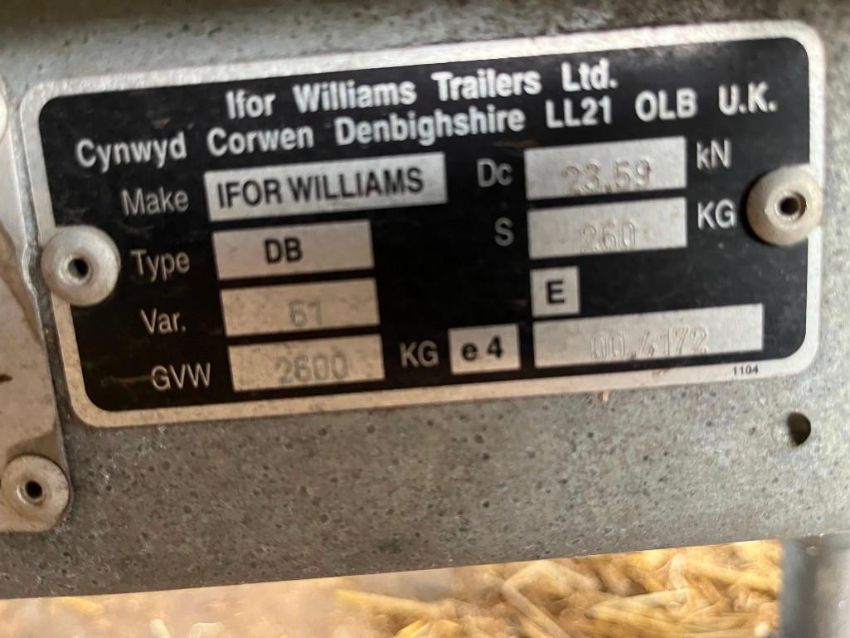 Ifor Williams Trailers Ltd.
Cynwyd Corwen Denbighshire LL21 OLB U.K.
Make IFOR WILLIAMS Dc 23.59 kN
Type DB S 260 KG
Var. 61 E
GVW 2600 KG e4 00.4172
1104